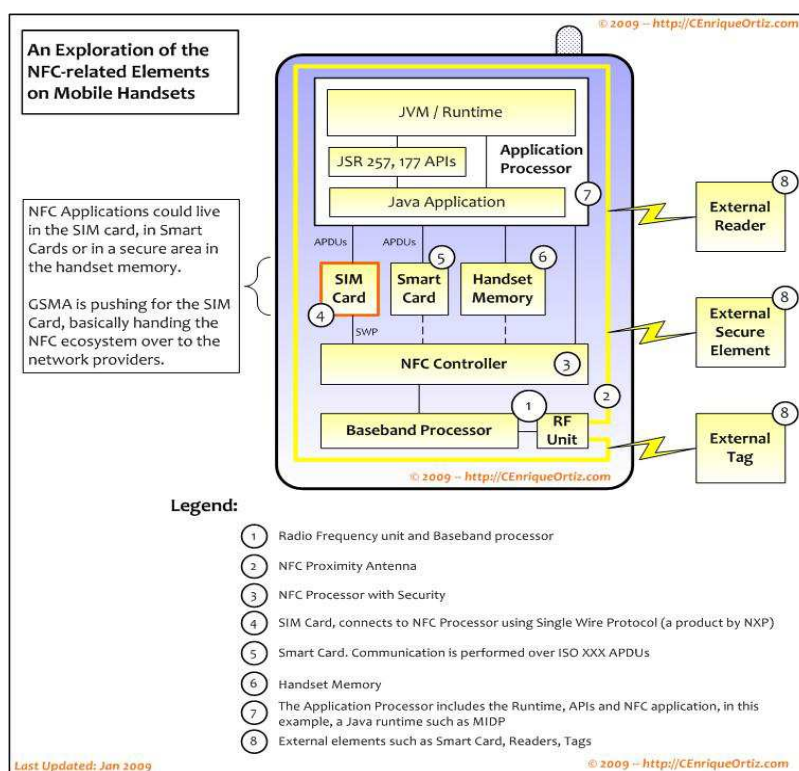 © 2009 – http://CEnriqueOrtiz.com
An Exploration of the
NFC-related Elements
on Mobile Handsets
JVM / Runtime
JSR 257, 177 APIs
Application
Processor
Java Application
7
NFC Applications could live
in the SIM card, in Smart
Cards or in a secure area in
the handset memory.
GSMA is pushing for the SIM
Card, basically handing the
NFC ecosystem over to the
network providers.
APDUs
APDUs
SIM
Card
4
Smart
Card
5
Handset
Memory
6
SWP
NFC Controller
3
2
Baseband Processor
1
RF
Unit
8
External
Reader
8
External
Secure
Element
8
External
Tag
© 2009 – http://CEnriqueOrtiz.com
Legend:
1 Radio Frequency unit and Baseband processor
2 NFC Proximity Antenna
3 NFC Processor with Security
4 SIM Card, connects to NFC Processor using Single Wire Protocol (a product by NXP)
5 Smart Card. Communication is performed over ISO XXX APDUs
6 Handset Memory
7 The Application Processor includes the Runtime, APIs and NFC application, in this
example, a Java runtime such as MIDP
8 External elements such as Smart Card, Readers, Tags
Last Updated: Jan 2009
© 2009 – http://CEnriqueOrtiz.com